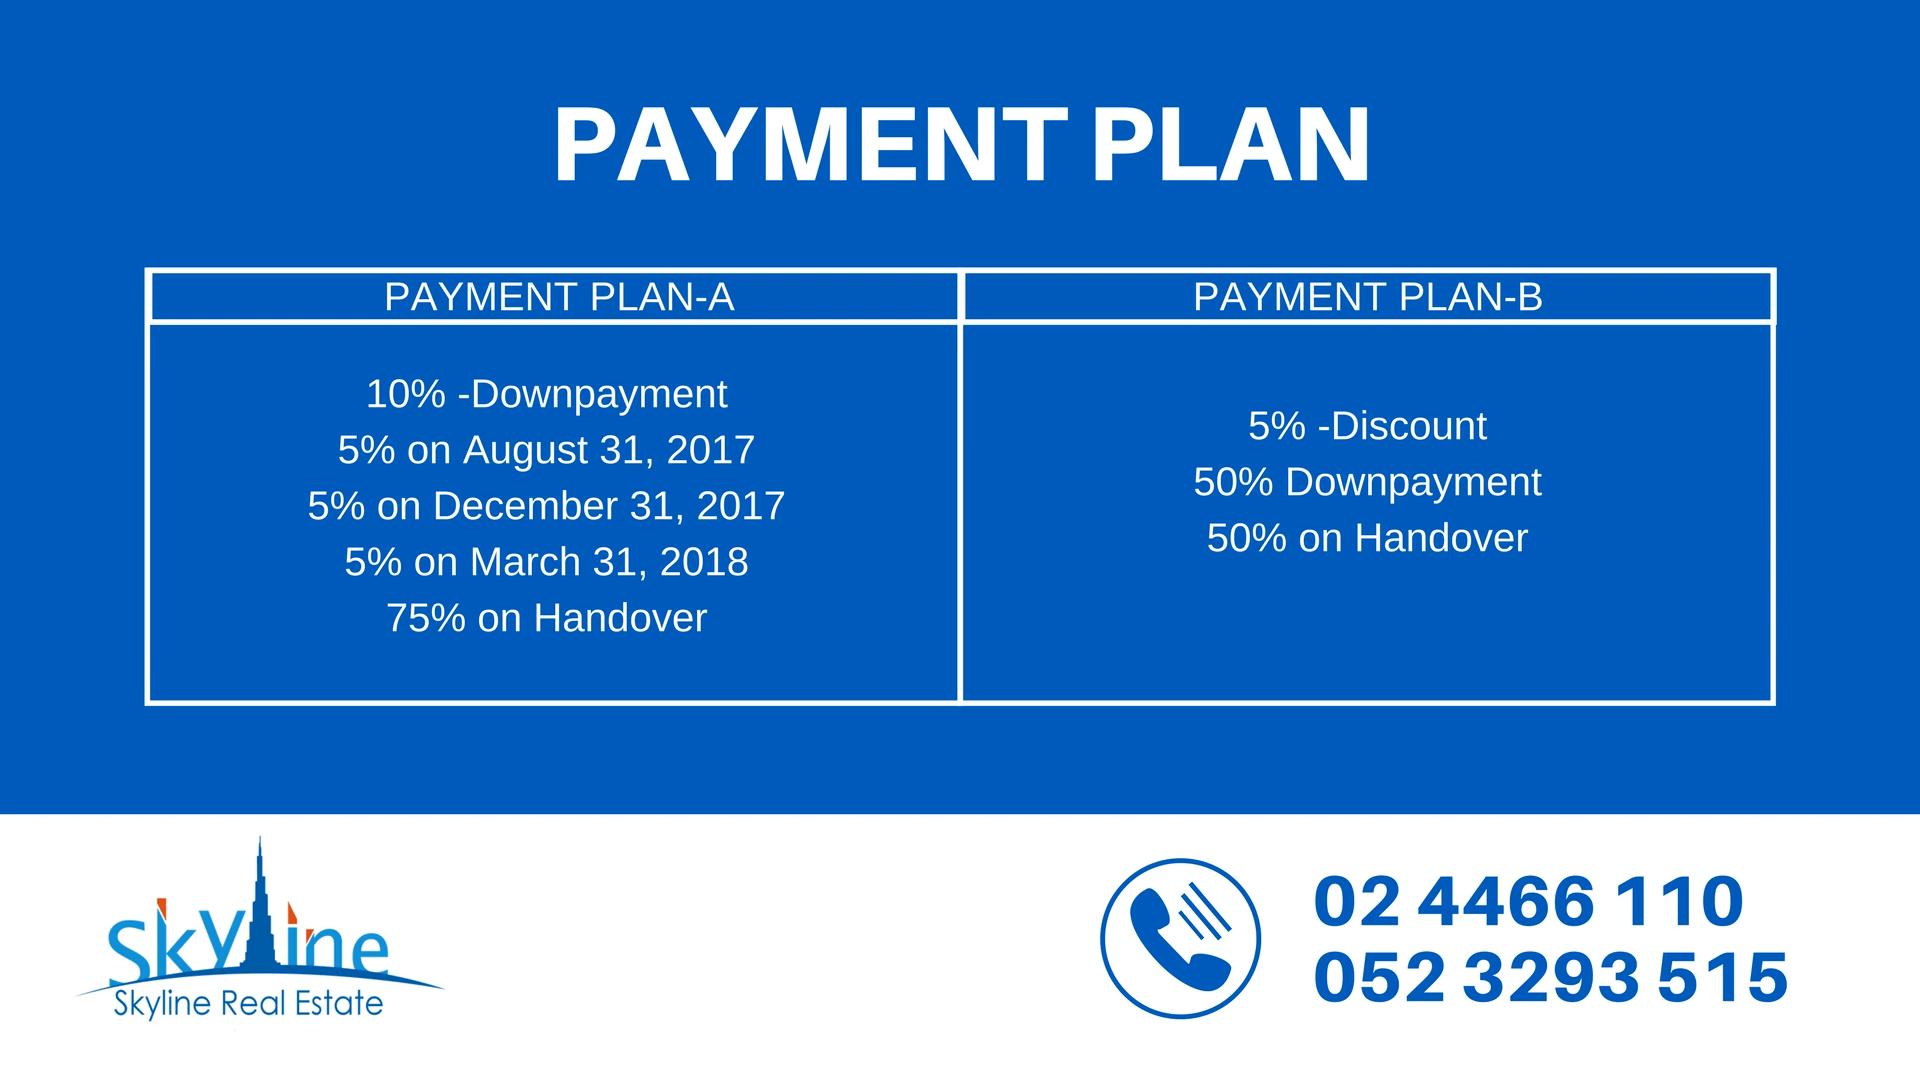 PAYMENT PLAN
PAYMENT PLAN-A
10% -Downpayment
5% on August 31, 2017
5% on December 31, 2017
5% on March 31, 2018
75% on Handover
PAYMENT PLAN-B
5% -Discount
50% Downpayment
50% on Handover
Skyline
Skyline Real Estate
02 4466 110
052 3293 515